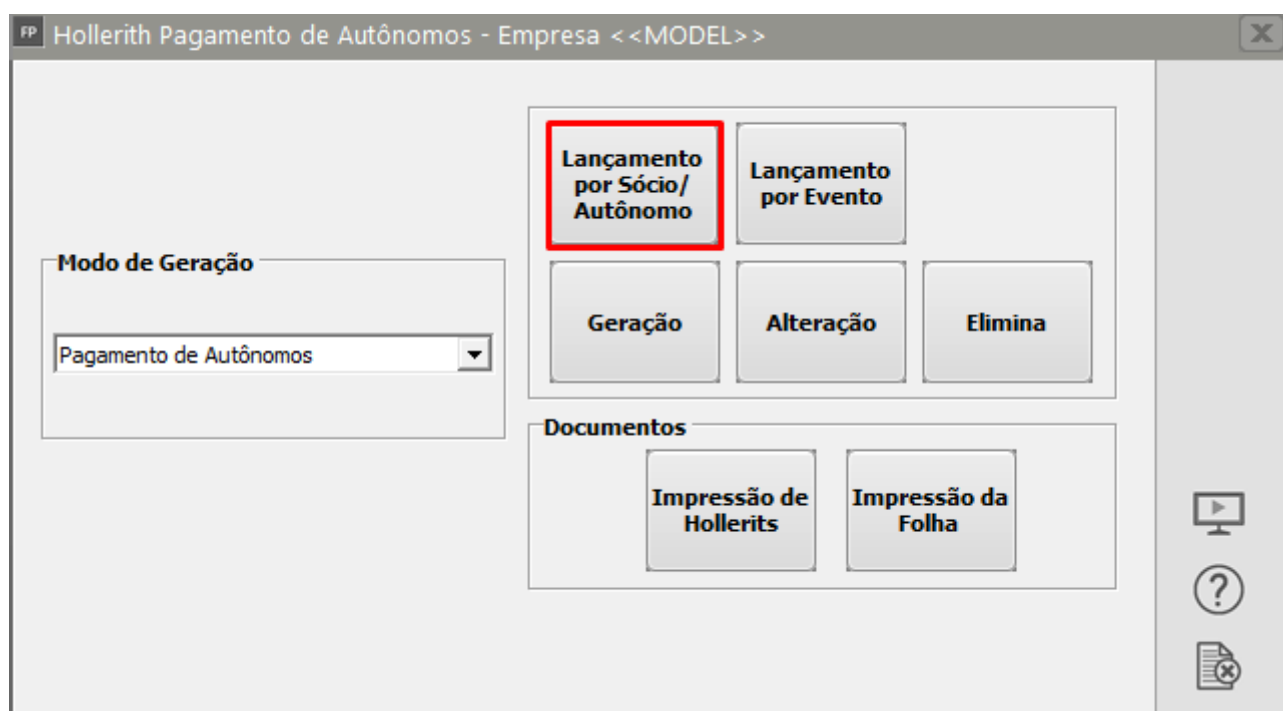 FP Hollerith Pagamento de Autônomos - Empresa <<MODEL>>
Lançamento
por Sócio/
Autônomo
Lançamento
por Evento
Modo de Geração
Pagamento de Autônomos
Geração
Alteração
Elimina
Documentos
Impressão de
Hollerits
Impressão da
Folha